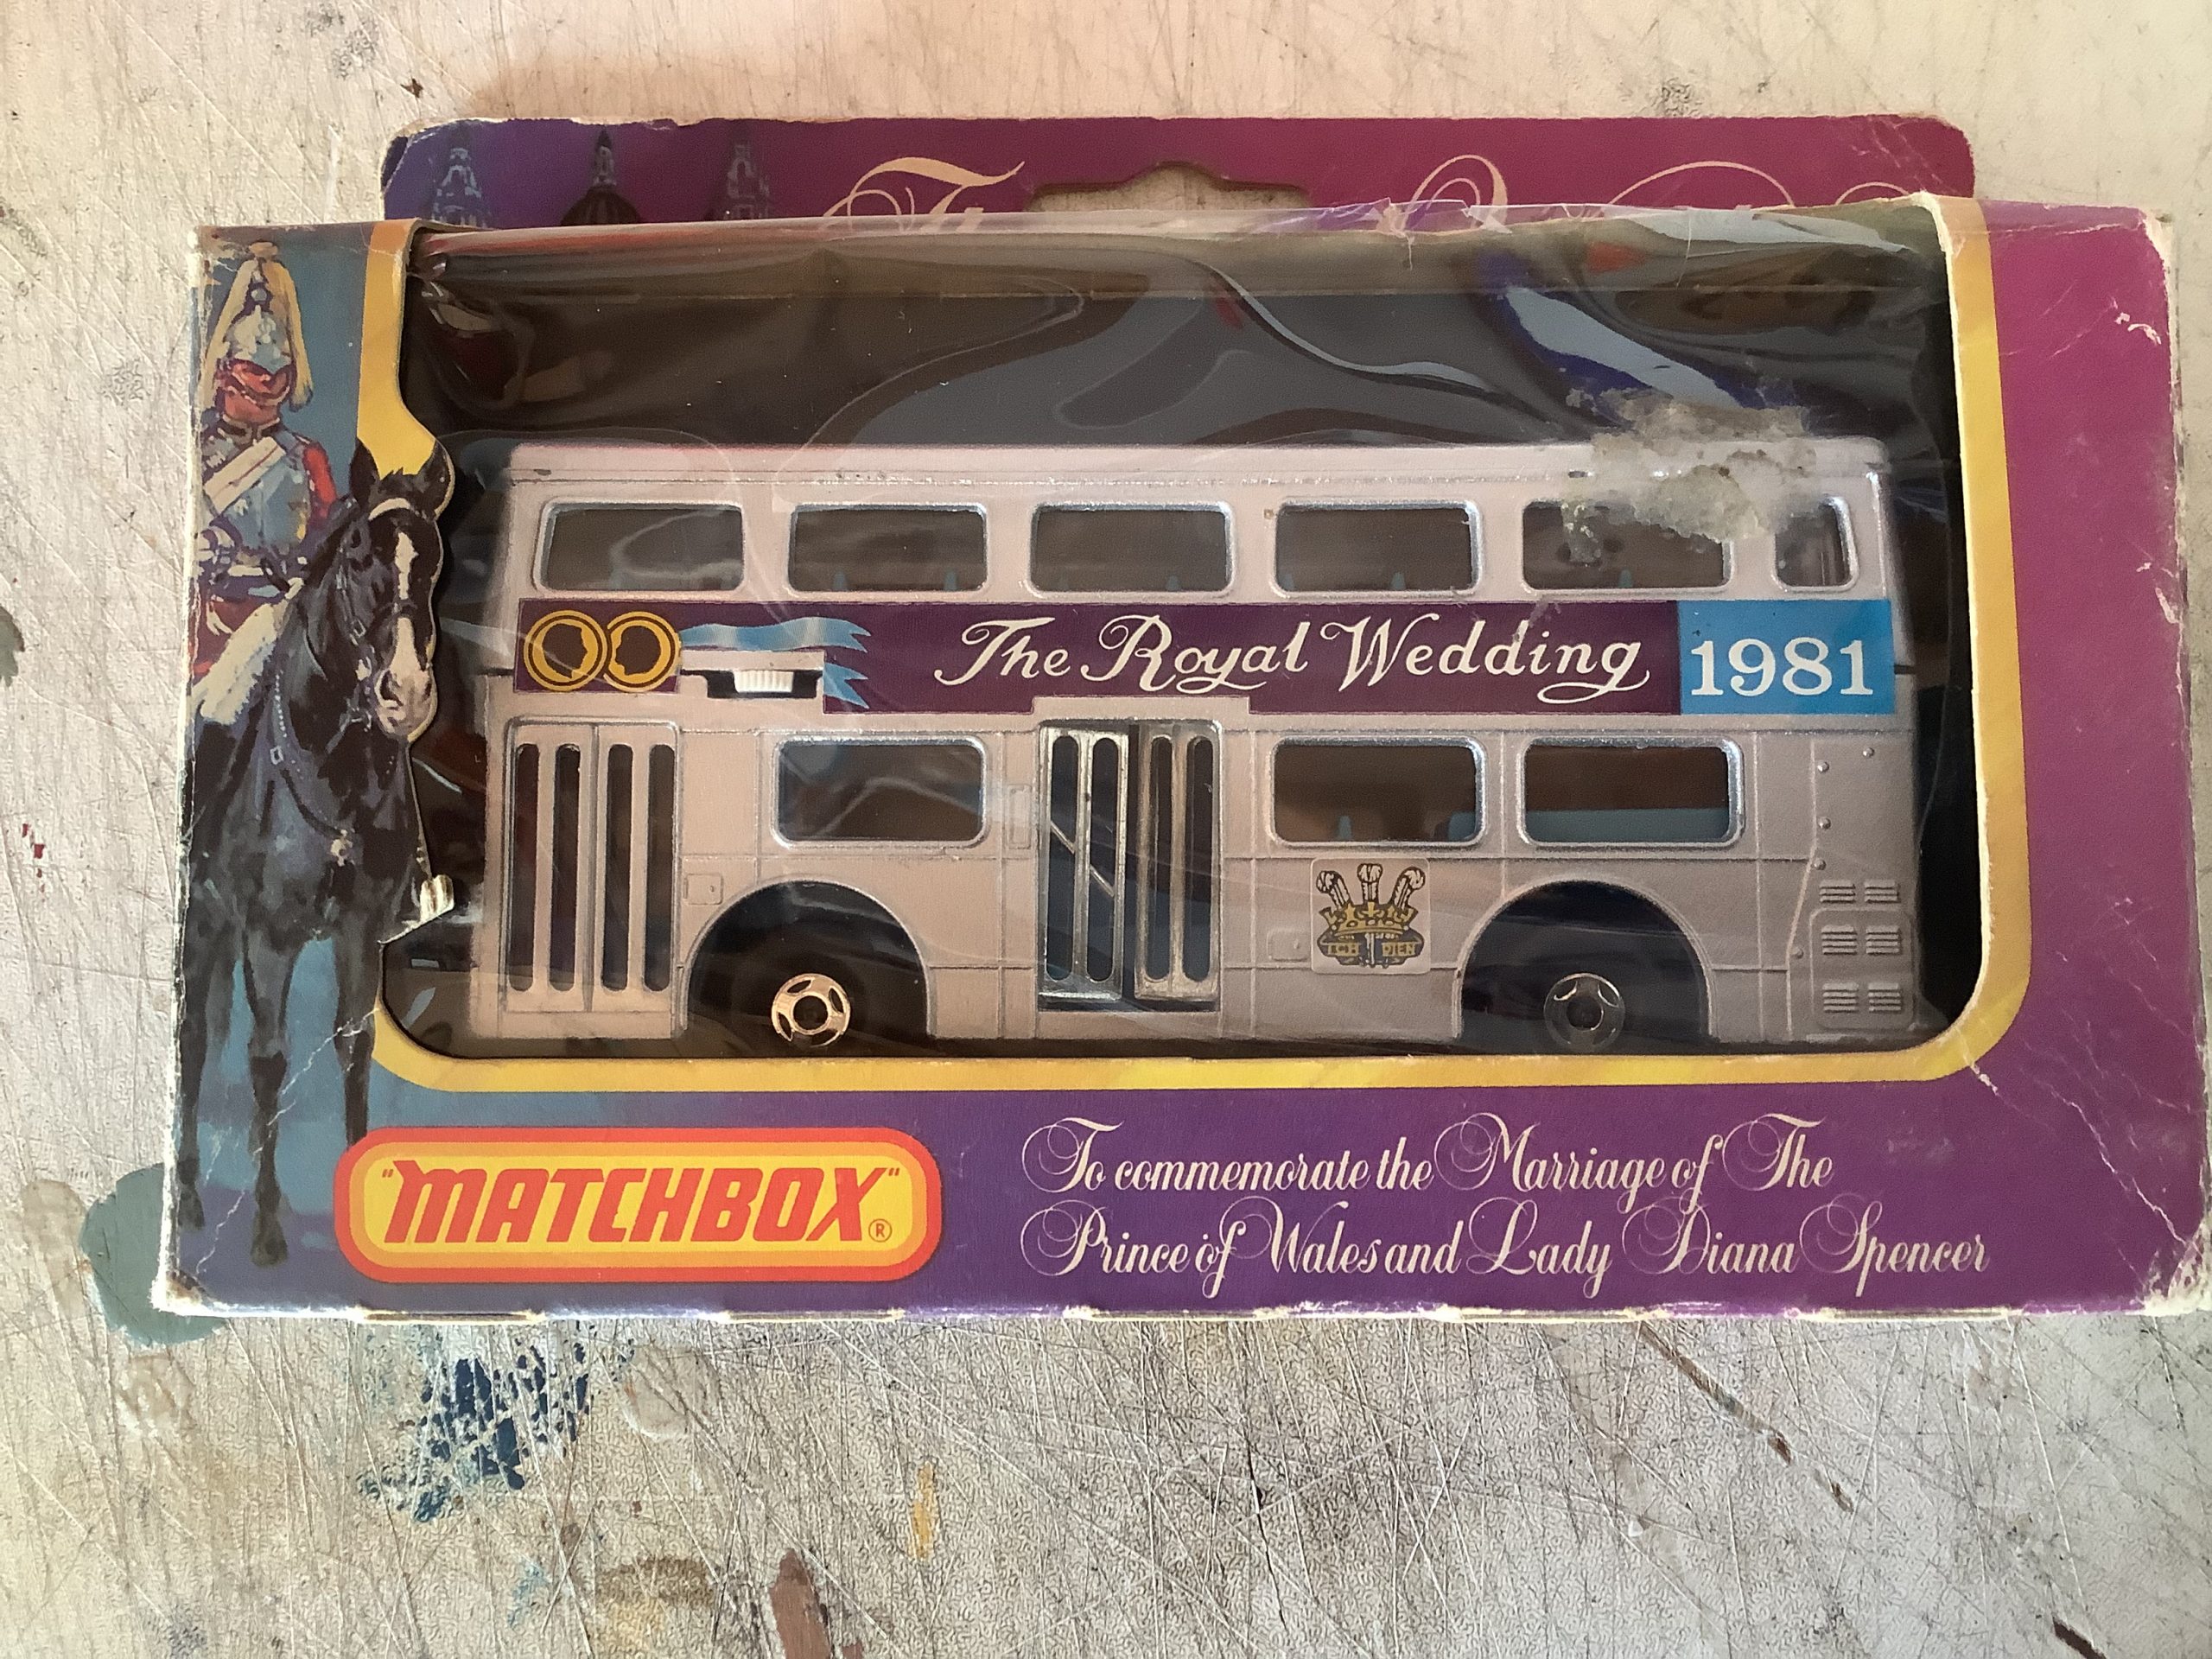 The Royal Wedding 1981
ICH DIEN
"MATCHBOX"®
To commemorate the Marriage of The
Prince of Wales and Lady Diana Spencer